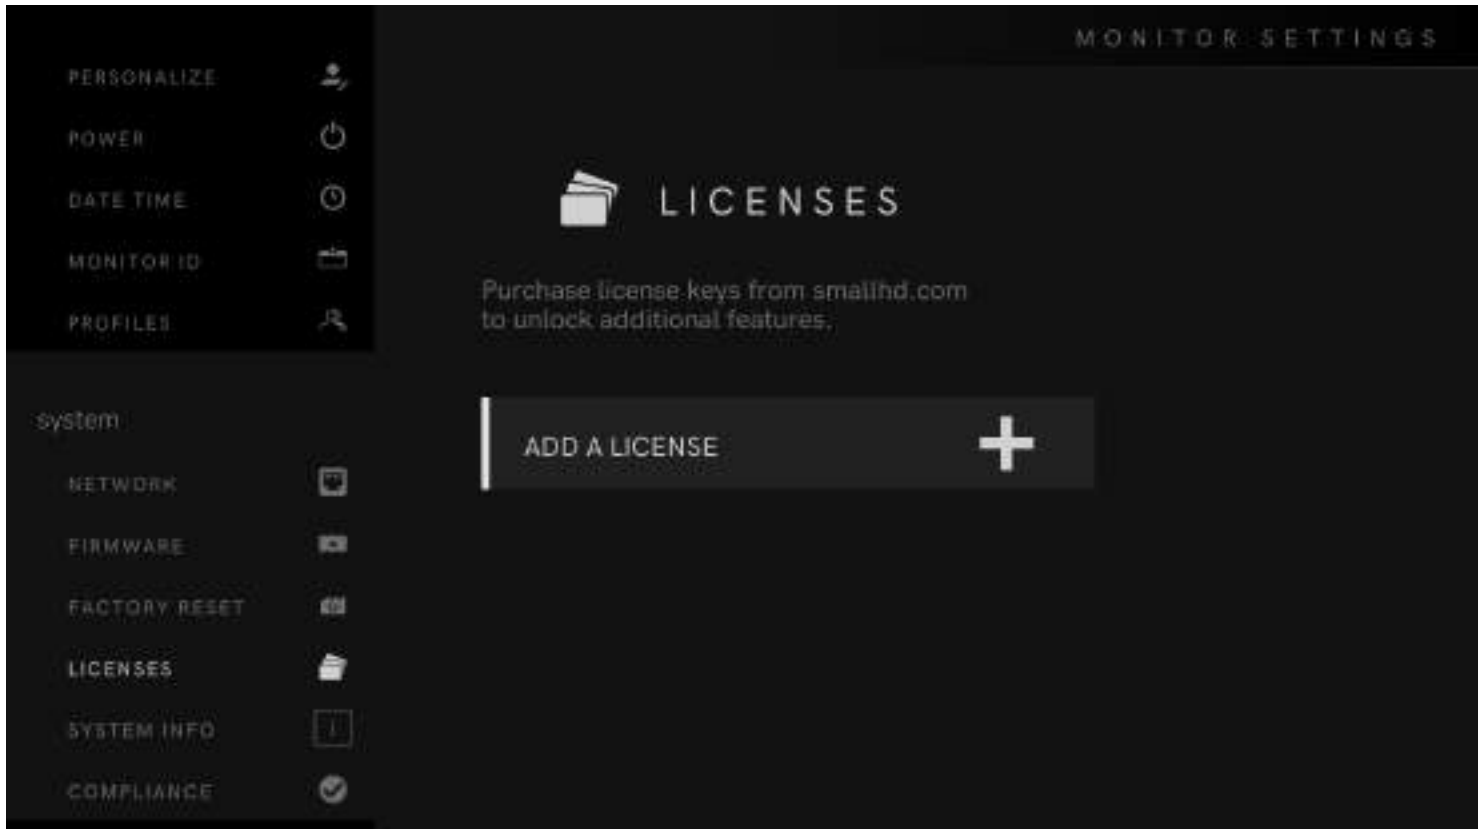 MONITOR SETTINGS
PERSONALIZE
POWER
DATE TIME
MONITOR ID
PROFILES
system
NETWORK
FIRMWARE
FACTORY RESET
LICENSES
SYSTEM INFO
COMPLIANCE
LICENSES
Purchase license keys from smallhd.com
to unlock additional features.
ADD A LICENSE